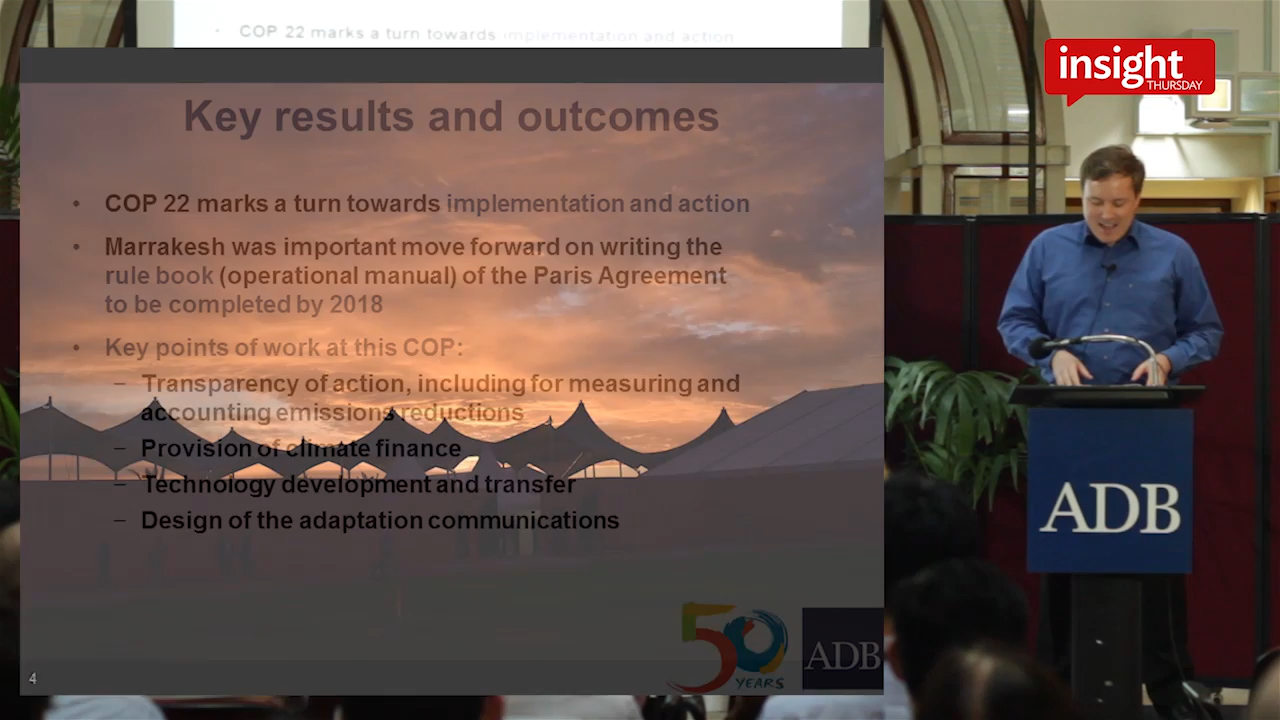 - COP 22 marks a turn towards implementation and action
insight
THURSDAY
Key results and outcomes
• COP 22 marks a turn towards implementation and action
• Marrakesh was important move forward on writing the
rule book (operational manual) of the Paris Agreement
to be completed by 2018
• Key points of work at this COP:
– Transparency of action, including for measuring and
accounting emissions reductions
– Provision of climate finance
– Technology development and transfer
– Design of the adaptation communications
50
YEARS
ADB
4
ADB